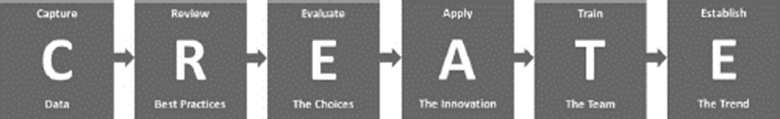 Capture
C
Data
Review
R
Best Practices
Evaluate
E
The Choices
Apply
A
The Innovation
Train
T
The Team
Establish
E
The Trend